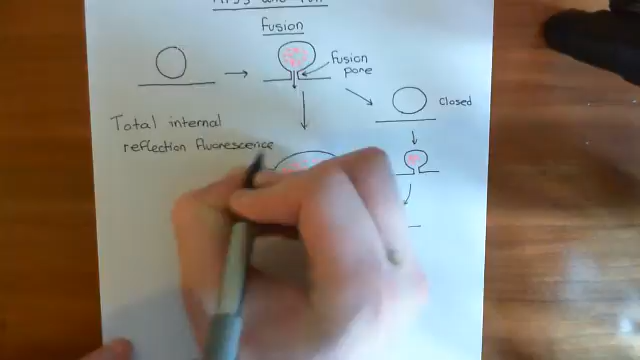 Fusion
Fusion
pore
Closed
Total internal
reflection fluorescence